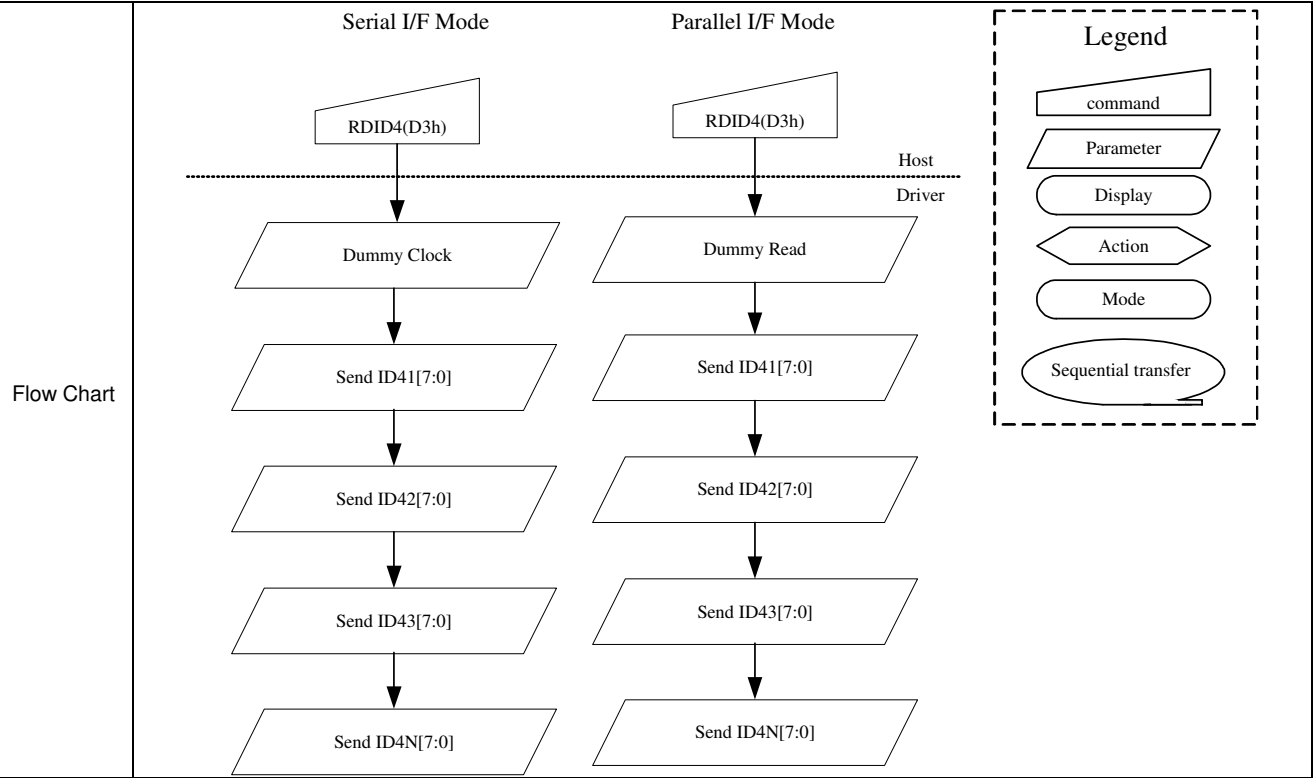 Flow Chart
Serial I/F Mode
RDID4(D3h)
Dummy Clock
Send ID41[7:0]
Send ID42[7:0]
Send ID43[7:0]
Send ID4N[7:0]
Parallel I/F Mode
RDID4(D3h)
Host
Driver
Dummy Read
Send ID41[7:0]
Send ID42[7:0]
Send ID43[7:0]
Send ID4N[7:0]
Legend
command
Parameter
Display
Action
Mode
Sequential transfer